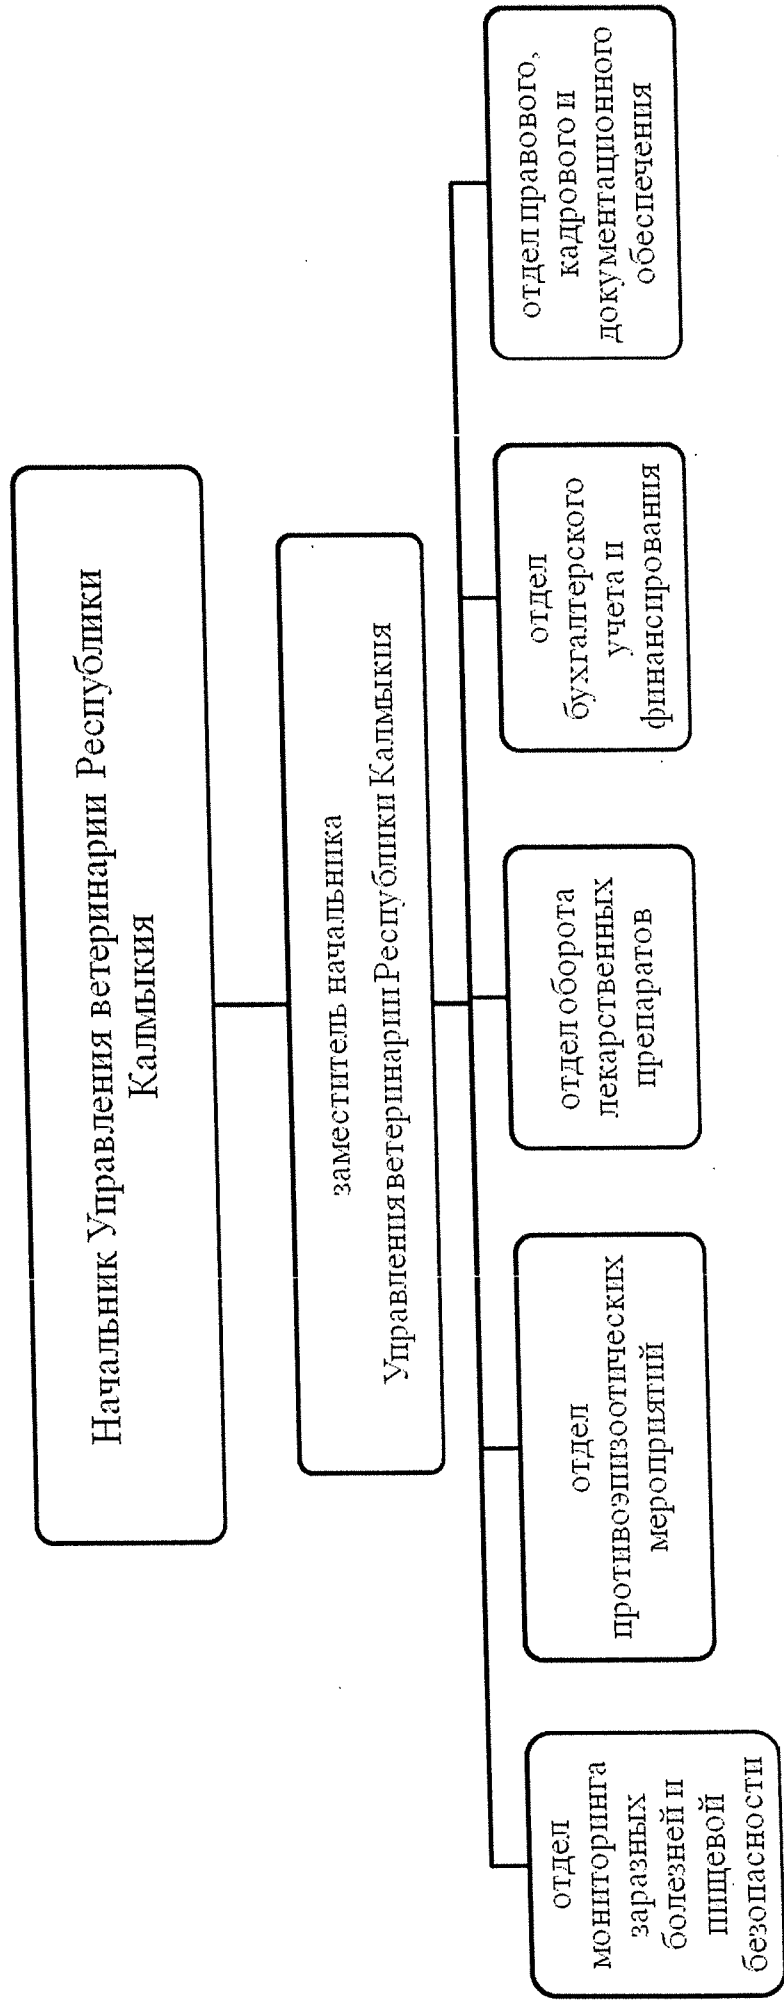 Начальник Управления ветеринарии Республики
Калмыкия
заместитель начальника
Управления ветеринарии Республики Калмыкия
отдел
мониторинга
заразных
болезней и
пищевой
безопасности
отдел
противоэпизоотических
мероприятий
отдел оборота
лекарственных
препаратов
отдел
бухгалтерского
учета и
финансирования
отдел правового,
кадрового и
документационного
обеспечения